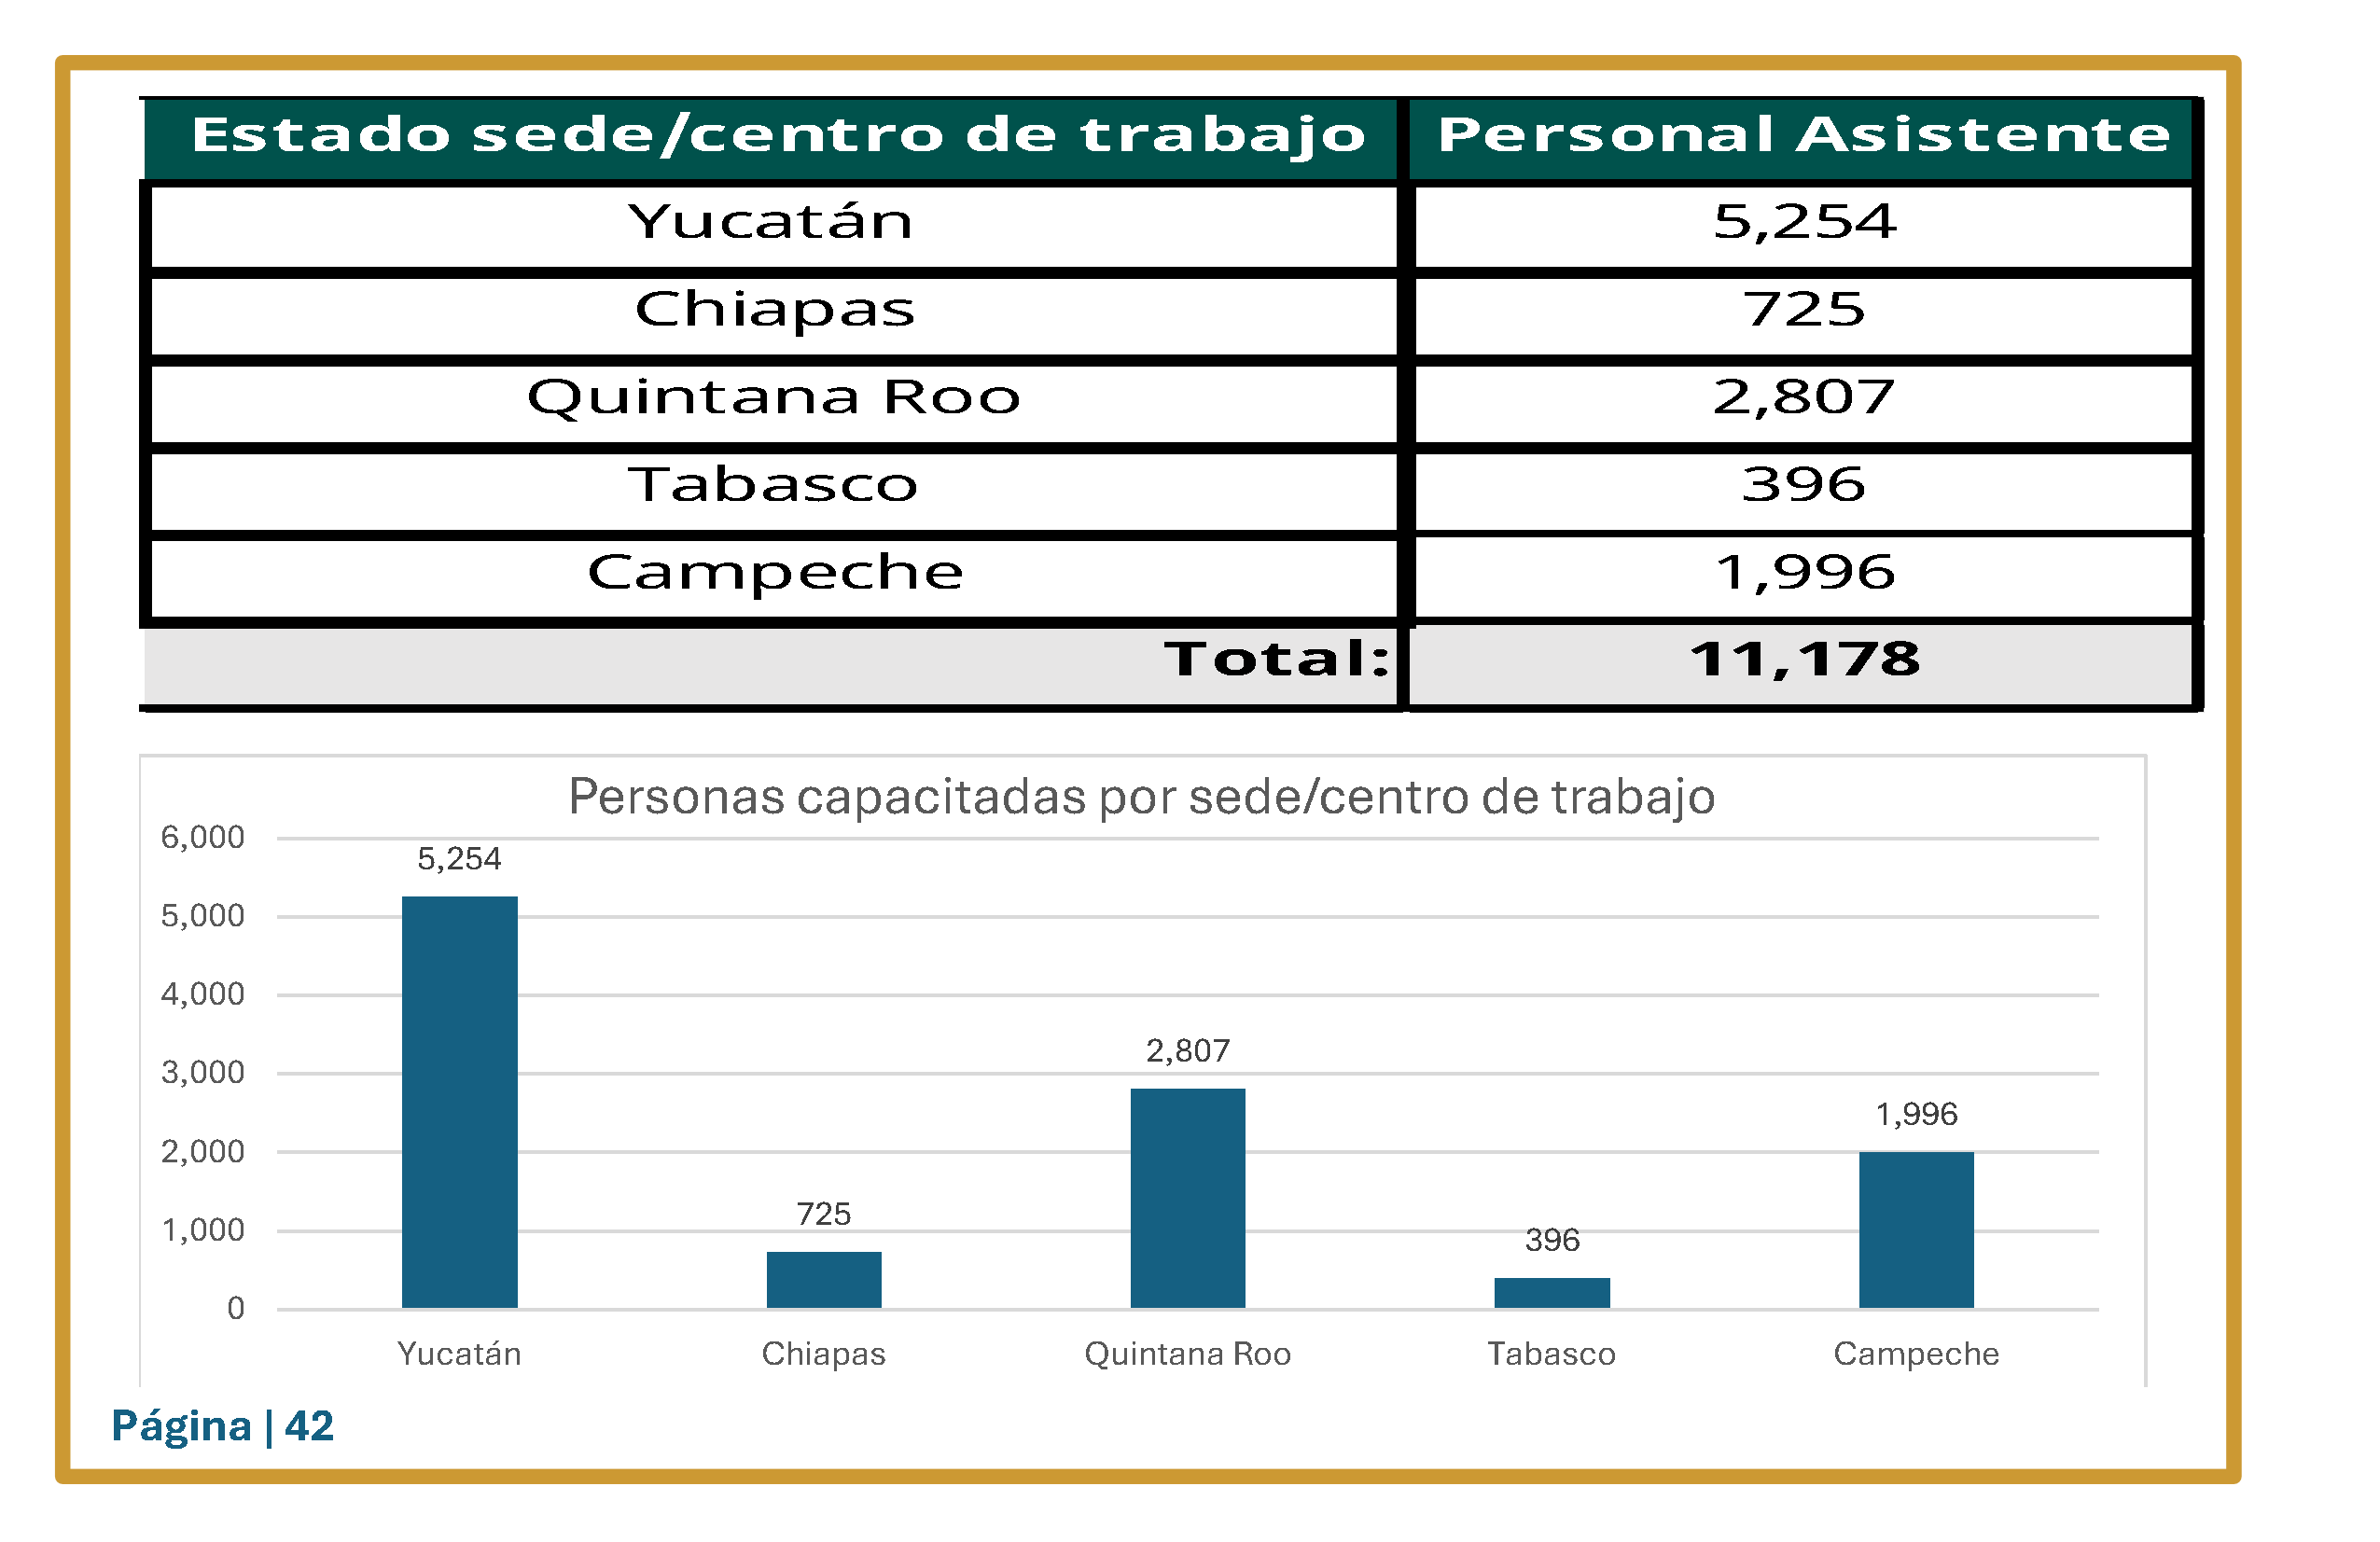 Estado sede/centro de trabajo Personal Asistente
Yucatán 5,254
Chiapas 725
Quintana Roo 2,807
Tabasco 396
Campeche 1,996
Total: 11,178
Personas capacitadas por sede/centro de trabajo
6,000
5,254
5,000
4,000
3,000
2,807
2,000
1,996
1,000
725
396
0
Yucatán Chiapas Quintana Roo Tabasco Campeche
Página | 42